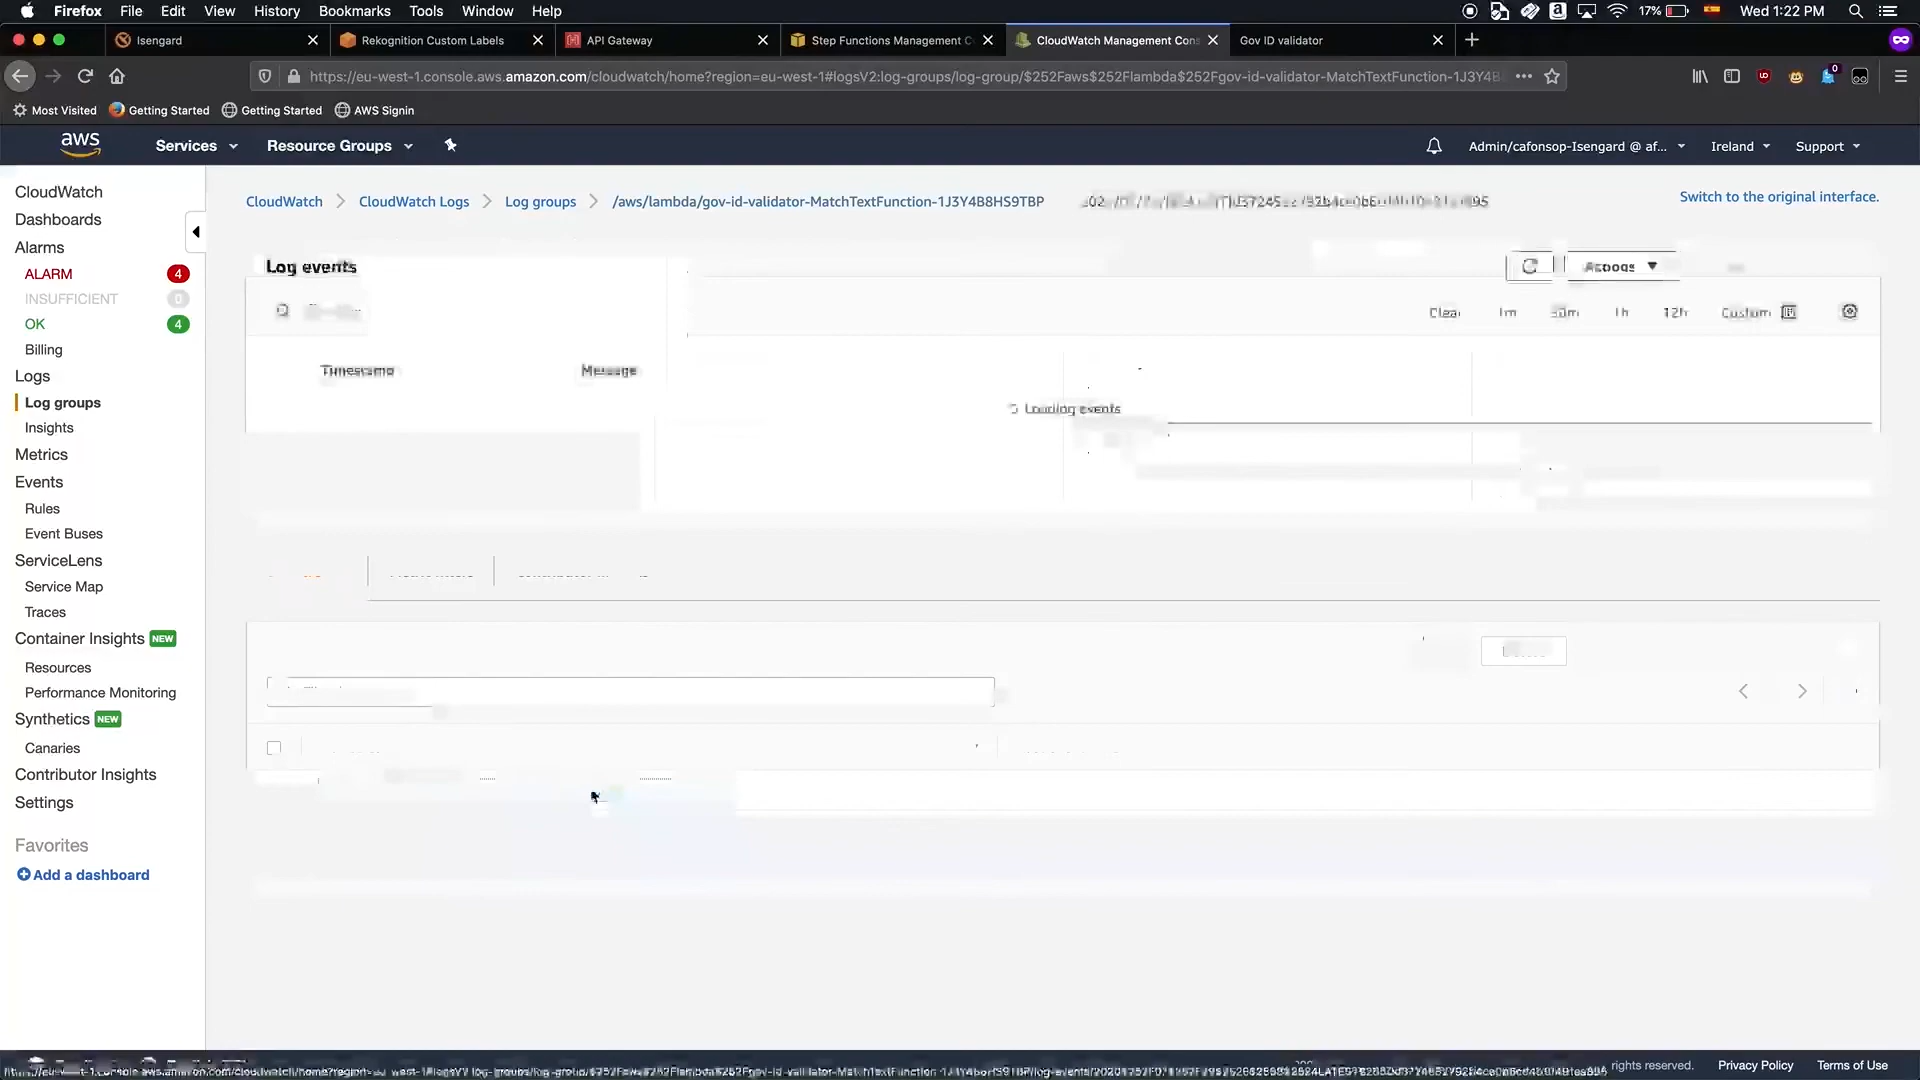 Firefox File Edit View History Bookmarks Tools Window Help 17% Wed 1:22 PM
Isengard Rekognition Custom Labels API Gateway Step Functions Management C CloudWatch Management Cons Gov ID validator
https://eu-west-1.console.aws.amazon.com/cloudwatch/home?region=eu-west-1#logsV2:log-groups/log-group/$252Faws$252Flambda$252Fgov-id-validator-MatchTextFunction-1J3Y4B
Most Visited Getting Started Getting Started AWS Signin
aws Services Resource Groups Admin/cafonsop-Isengard @ af... Ireland Support
CloudWatch
Dashboards
Alarms
ALARM 4
INSUFFICIENT 0
OK 4
Billing
Logs
Log groups
Insights
Metrics
Events
Rules
Event Buses
ServiceLens
Service Map
Traces
Container Insights NEW
Resources
Performance Monitoring
Synthetics NEW
Canaries
Contributor Insights
Settings
Favorites
Add a dashboard
CloudWatch CloudWatch Logs Log groups /aws/lambda/gov-id-validator-MatchTextFunction-1J3Y4B8HS9TBP
Switch to the original interface.
Log events Actions
Clear 1m 30m 1h 12h Custom
Timestamp Message
Loading events
rights reserved. Privacy Policy Terms of Use